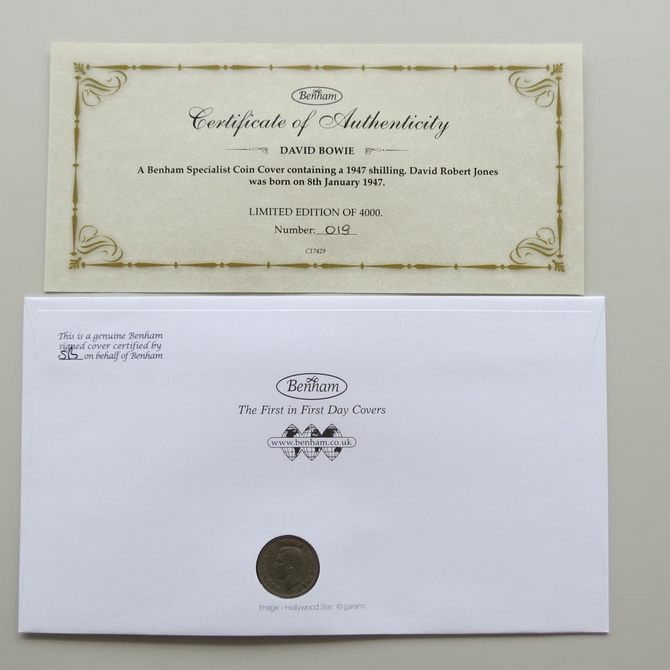 Benham
Certificate of Authenticity
DAVID BOWIE
A Benham Specialist Coin Cover containing a 1947 shilling. David Robert Jones
was born on 8th January 1947.
LIMITED EDITION OF 4000.
Number: 019
C17429
This is a genuine Benham
signed cover certified by
SB on behalf of Benham
Benham
The First in First Day Covers
www.benham.co.uk
Image - Hollywood Star: © garann